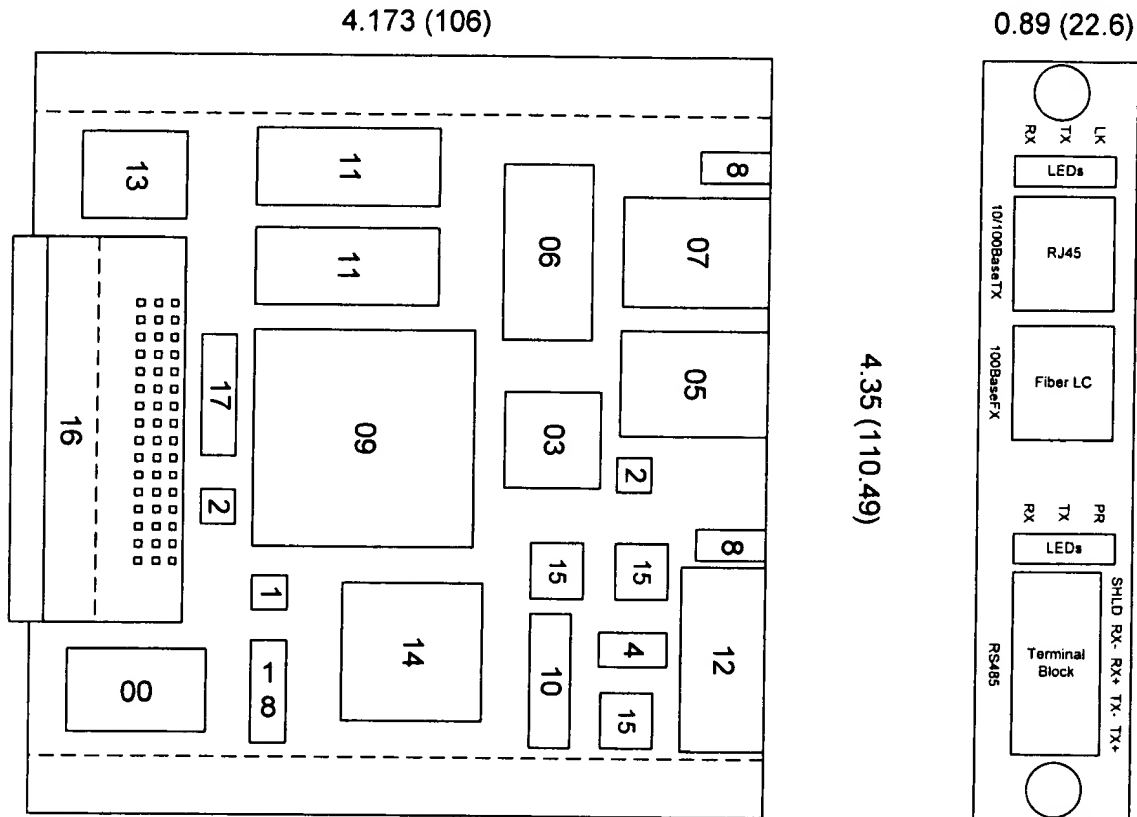 4.173 (106)
0.89 (22.6)
13
11
11
06
8
07
05
16
17
2
09
03
2
4.35 (110.49)
8
15
15
1
14
10
4
12
15
00
18
RX TX LK
LEDs
10/100BaseTX
RJ45
100BaseFX
Fiber LC
RX TX PR
LEDs
SHLD RX- RX+ TX- TX+
RS485
Terminal
Block